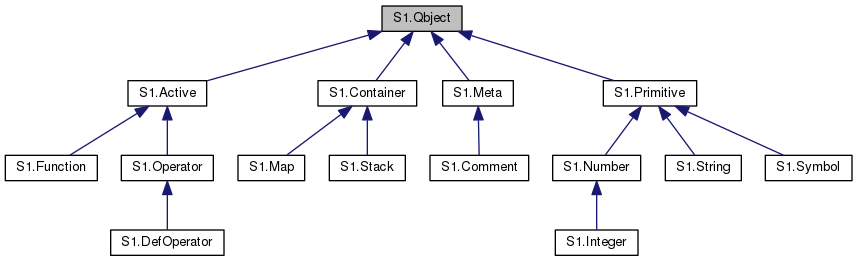 S1.Qbject
S1.Active
S1.Container
S1.Meta
S1.Primitive
S1.Function
S1.Operator
S1.Map
S1.Stack
S1.Comment
S1.Number
S1.String
S1.Symbol
S1.DefOperator
S1.Integer